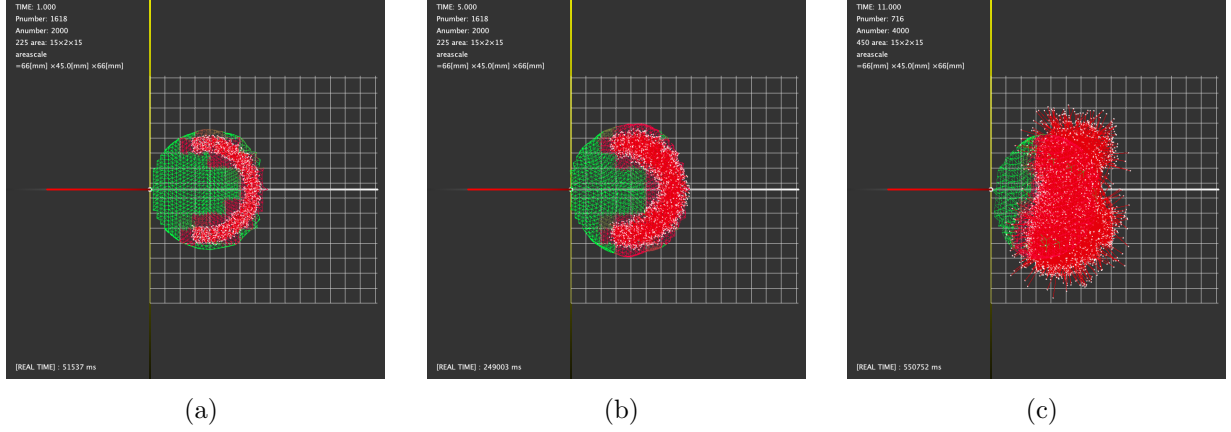 TIME: 1.000
Pnumber: 1618
Anumber: 2000
225 area: 15×2×15
areascale
=66[mm] ×45.0[mm] ×66[mm]
[REAL TIME] : 51537 ms
(a)
TIME: 5.000
Pnumber: 1618
Anumber: 2000
225 area: 15×2×15
areascale
=66[mm] ×45.0[mm] ×66[mm]
[REAL TIME] : 249003 ms
(b)
TIME: 11.000
Pnumber: 716
Anumber: 4000
450 area: 15×2×15
areascale
=66[mm] ×45.0[mm] ×66[mm]
[REAL TIME] : 550752 ms
(c)